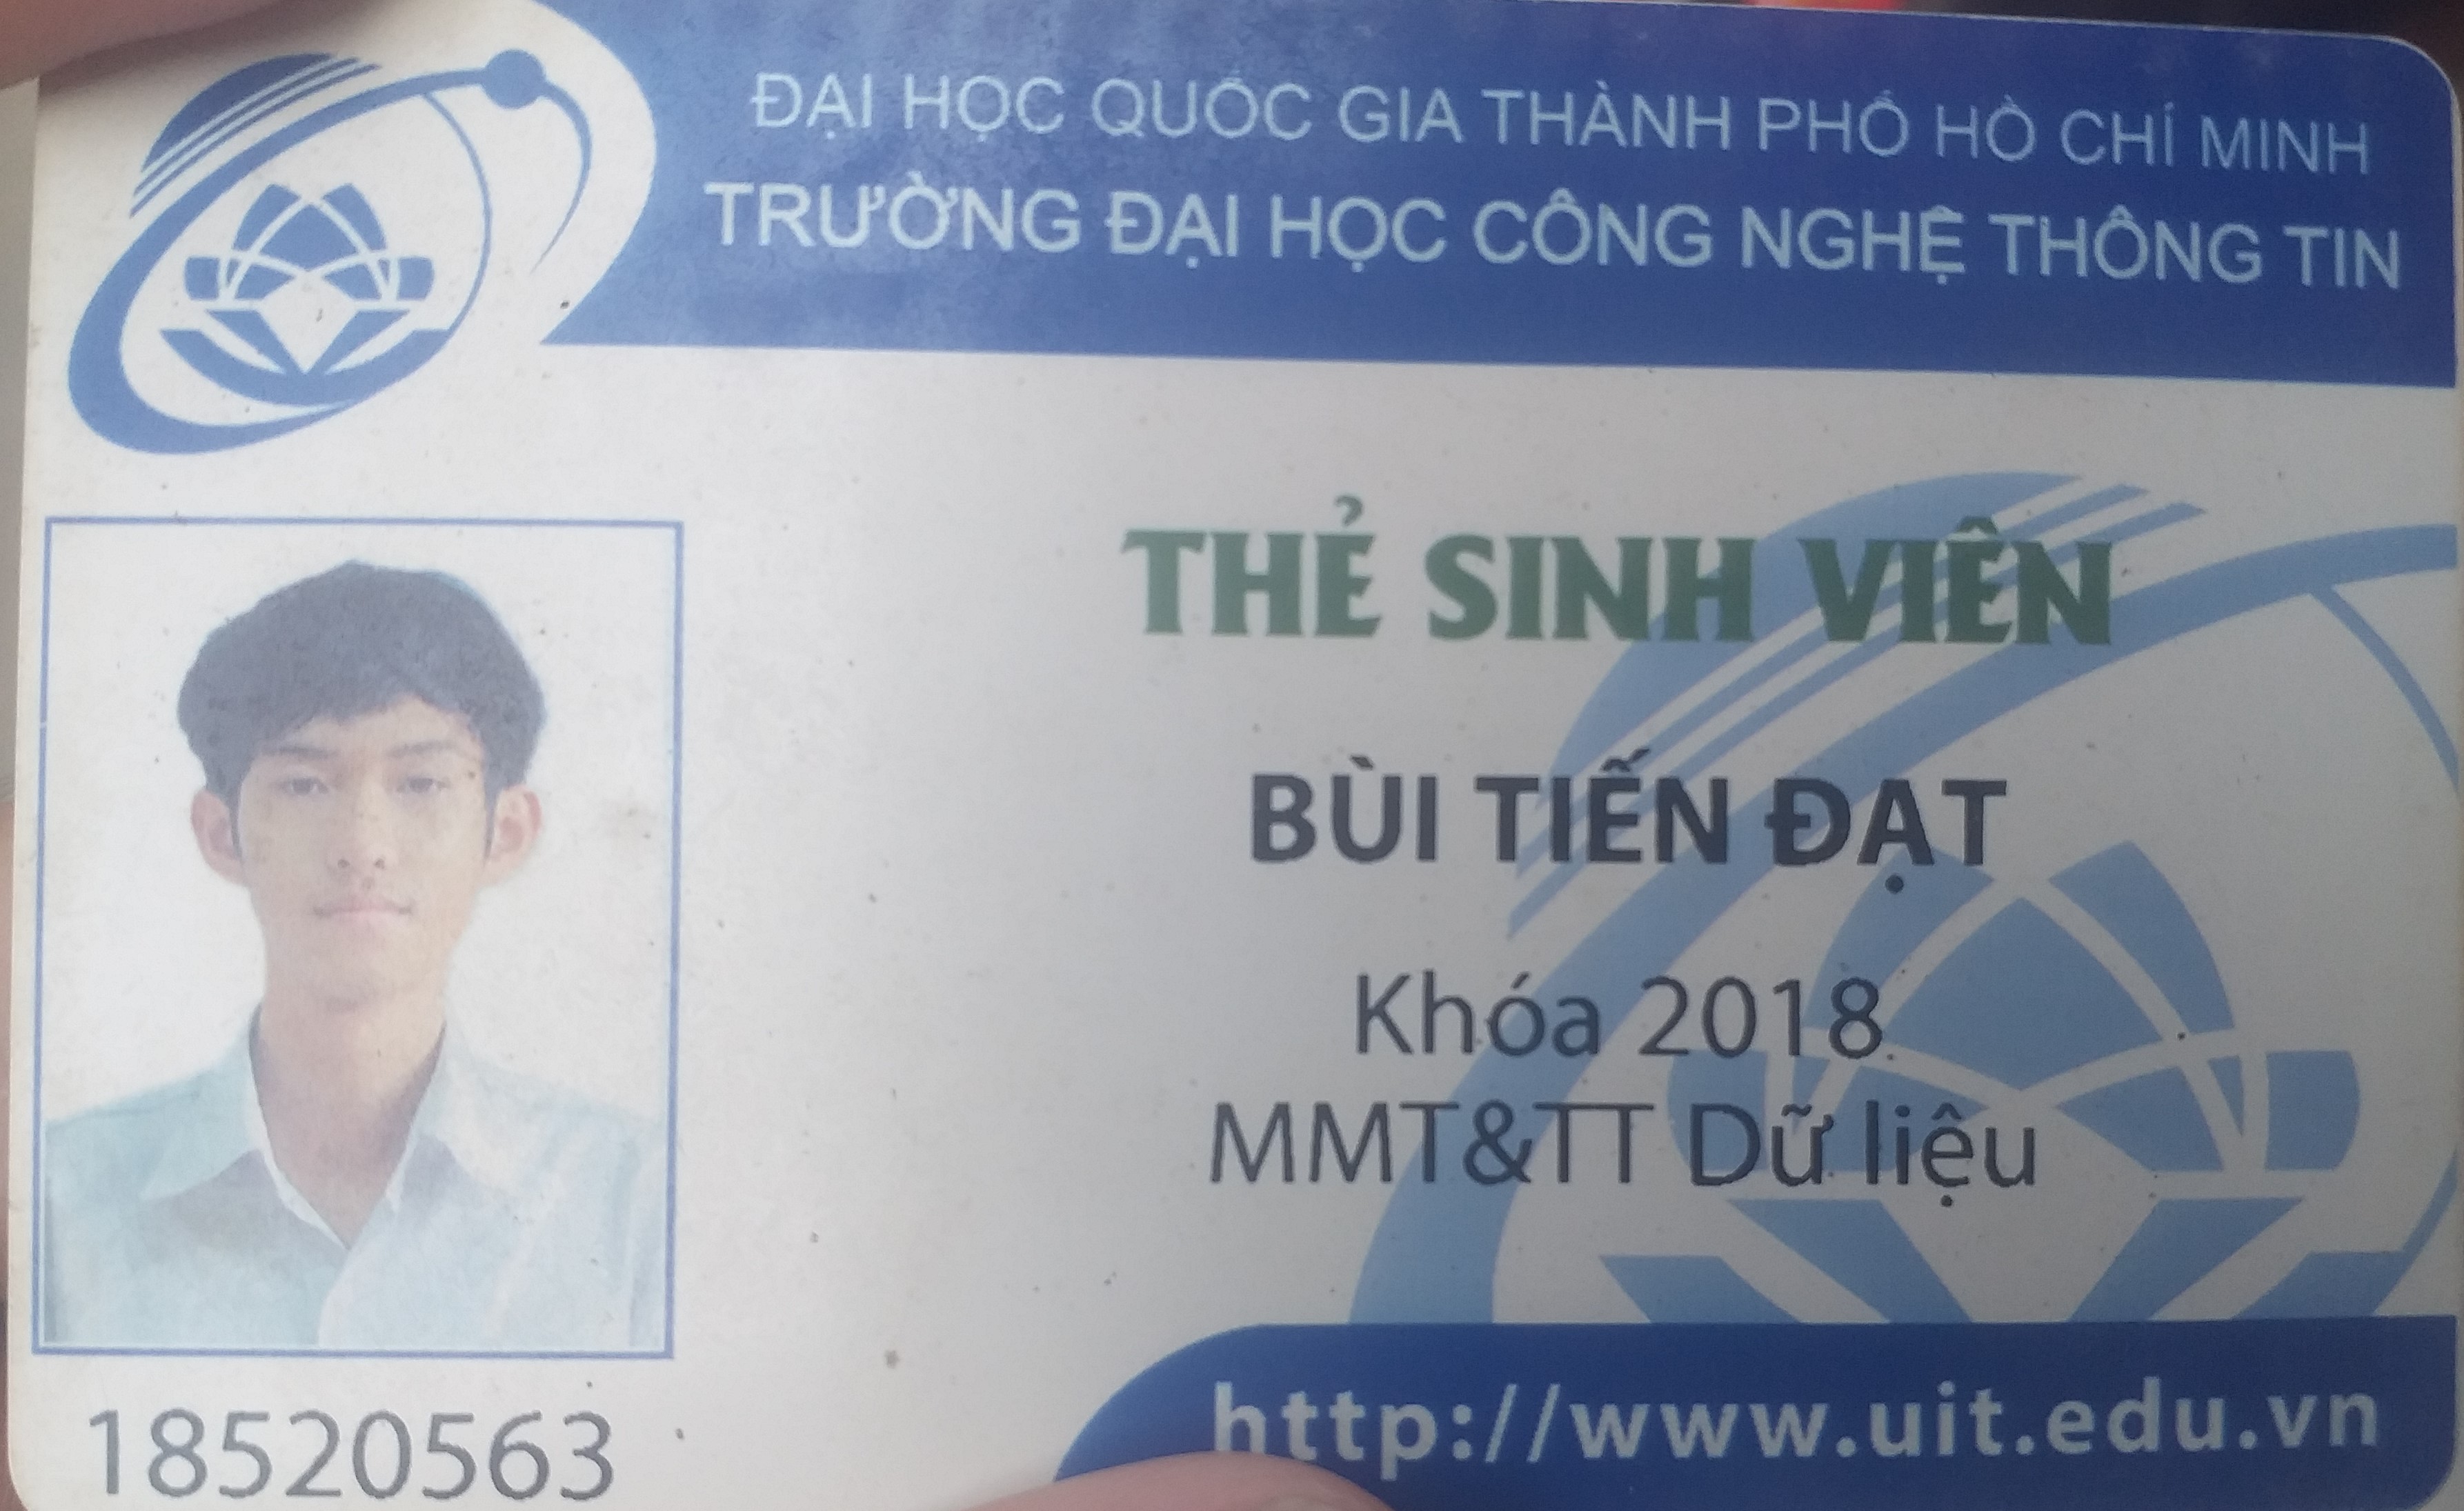 ĐẠI HỌC QUỐC GIA THÀNH PHỐ HỒ CHÍ MINH
TRƯỜNG ĐẠI HỌC CÔNG NGHỆ THÔNG TIN
THẺ SINH VIÊN
BÙI TIẾN ĐẠT
Khóa 2018
MMT&TT Dữ liệu
18520563
http://www.uit.edu.vn